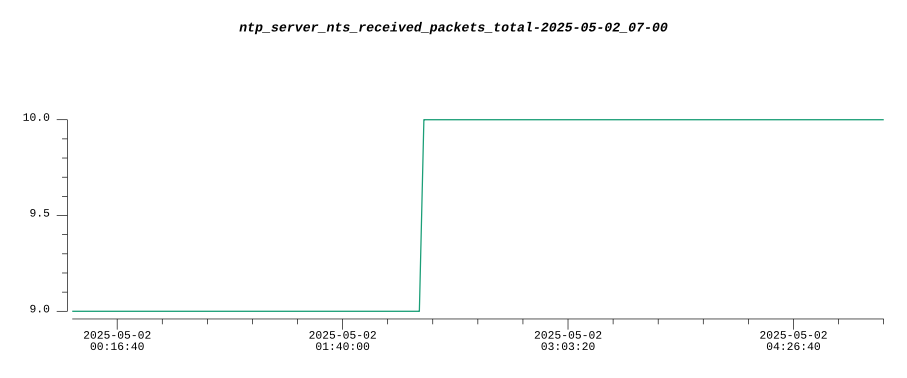 ntp_server_nts_received_packets_total-2025-05-02_07-00
10.0
9.5
9.0
2025-05-02 2025-05-02 2025-05-02 2025-05-02
00:16:40 01:40:00 03:03:20 04:26:40